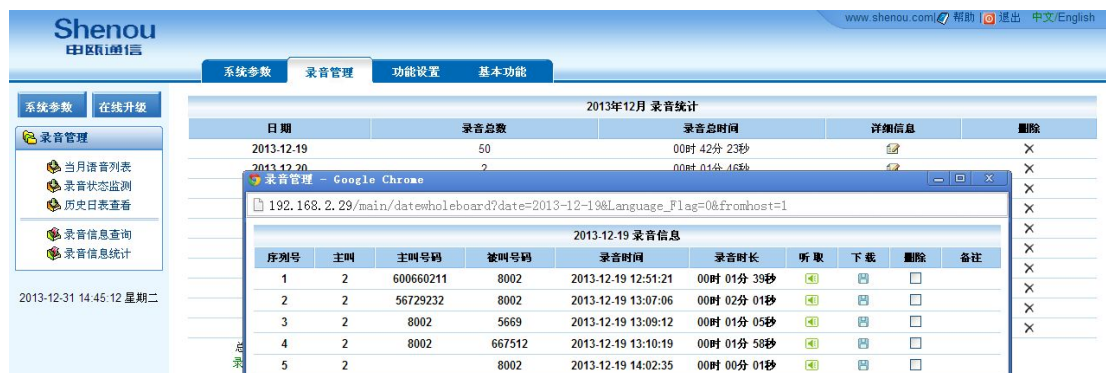 www.shenou.com| 帮助 | 退出 中文/English
Shenou
申瓯通信
系统参数 录音管理 功能设置 基本功能
系统参数 在线升级
录音管理
当月语音列表
录音状态监测
历史日表查看
录音信息查询
录音信息统计
2013-12-31 14:45:12 星期二
2013年12月 录音统计
日期 录音总数 录音总时间 详细信息 删除
2013-12-19 50 00时 42分 23秒
2013-12-20 2 00时 01分 46秒
录音管理 - Google Chrome
192.168.2.29/main/datewholeboard?date=2013-12-19&Language_Flag=0&fromhost=1
2013-12-19 录音信息
序列号 主叫 主叫号码 被叫号码 录音时间 录音时长 听取 下载 删除 备注
1 2 600660211 8002 2013-12-19 12:51:21 00时 01分 39秒
2 2 56729232 8002 2013-12-19 13:07:06 00时 02分 01秒
3 2 8002 5669 2013-12-19 13:09:12 00时 01分 05秒
4 2 8002 667512 2013-12-19 13:10:19 00时 01分 58秒
5 2 8002 2013-12-19 14:02:35 00时 00分 01秒